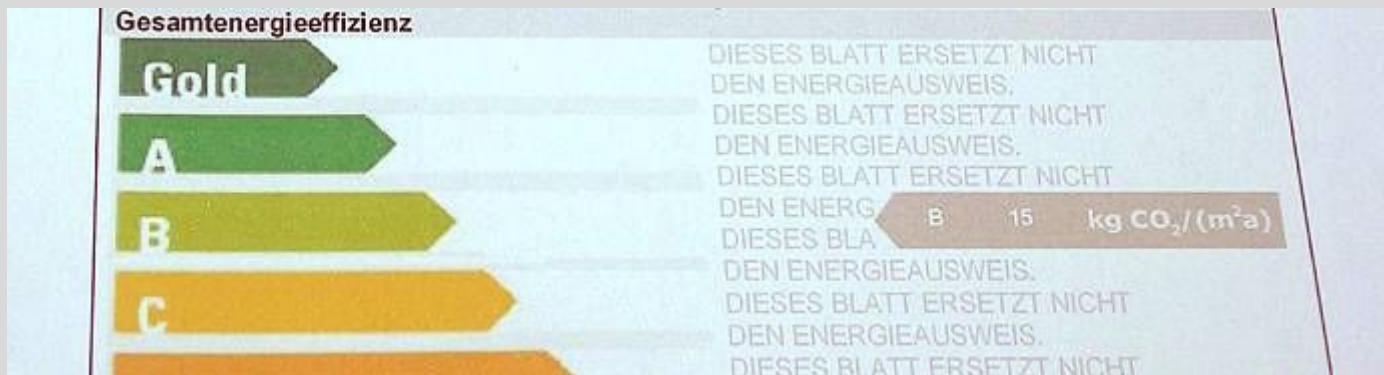 Gesamtenergieeffizienz
Gold
DIESES BLATT ERSETZT NICHT
DEN ENERGIEAUSWEIS.
DIESES BLATT ERSETZT NICHT
A
DEN ENERGIEAUSWEIS.
DIESES BLATT ERSETZT NICHT
B
DEN ENERG
B 15 kg CO₂/(m²a)
DIESES BLA
DEN ENERGIEAUSWEIS.
C
DIESES BLATT ERSETZT NICHT
DEN ENERGIEAUSWEIS.
DIESES BLATT ERSETZT NICHT